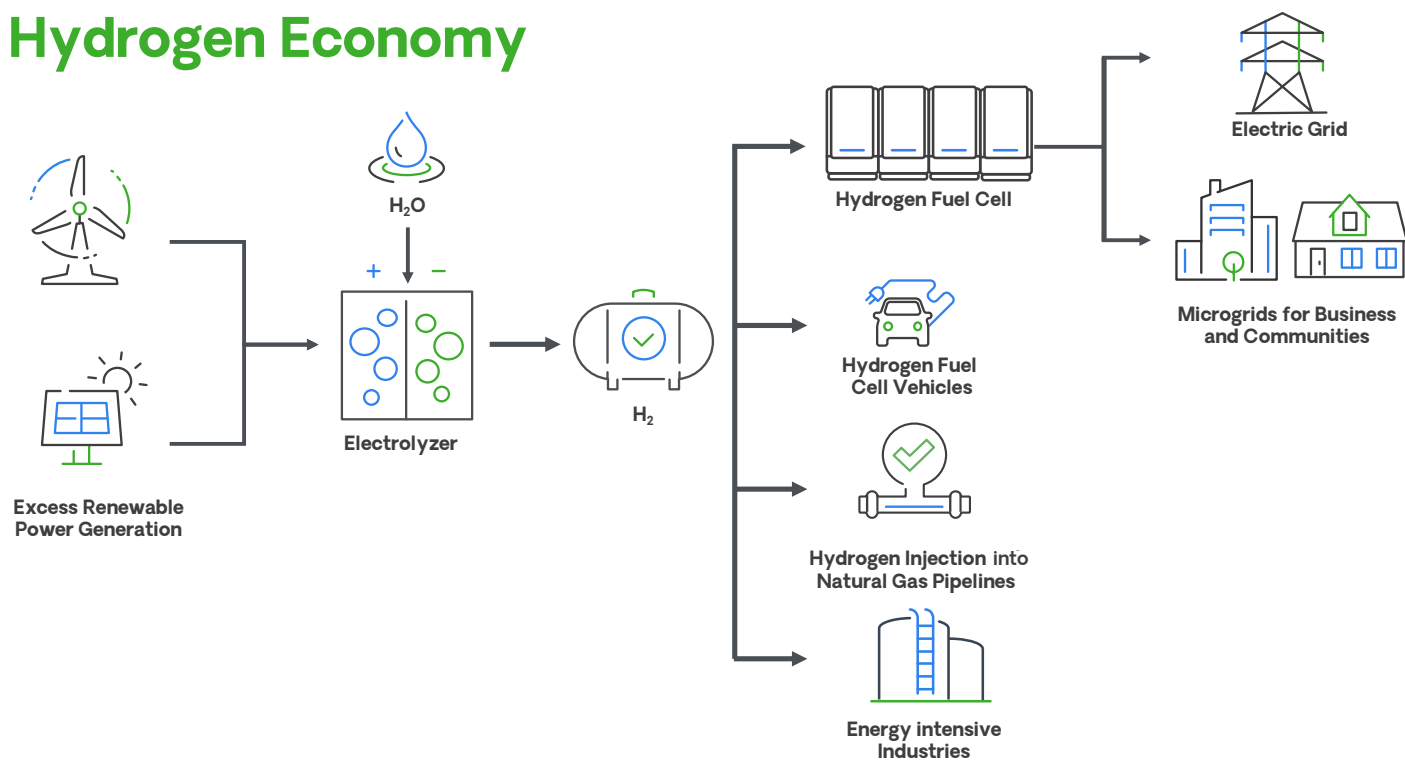 Hydrogen Economy
H₂O
+ −
Electrolyzer
H₂
Excess Renewable
Power Generation
Hydrogen Fuel Cell
Electric Grid
Microgrids for Business
and Communities
Hydrogen Fuel
Cell Vehicles
Hydrogen Injection into
Natural Gas Pipelines
Energy intensive
Industries